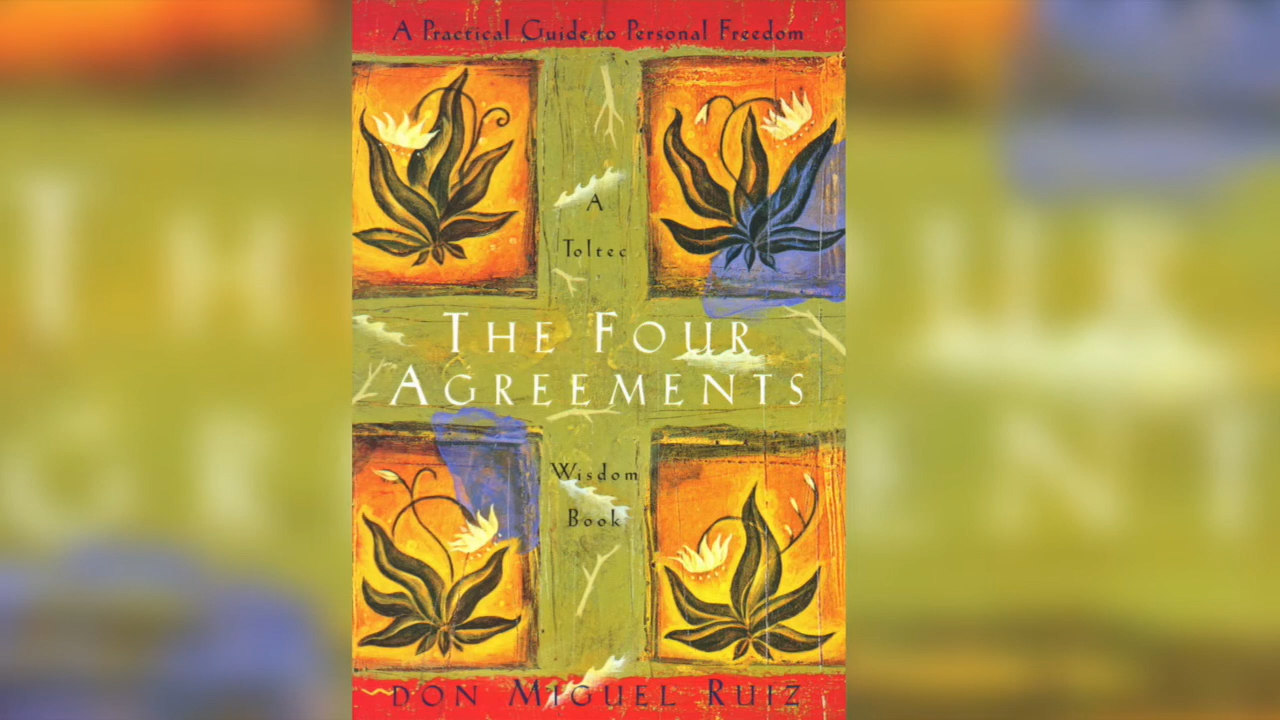 A Practical Guide to Personal Freedom
A
Toltec
THE FOUR
AGREEMENTS
Wisdom
Book
DON MIGUEL RUIZ